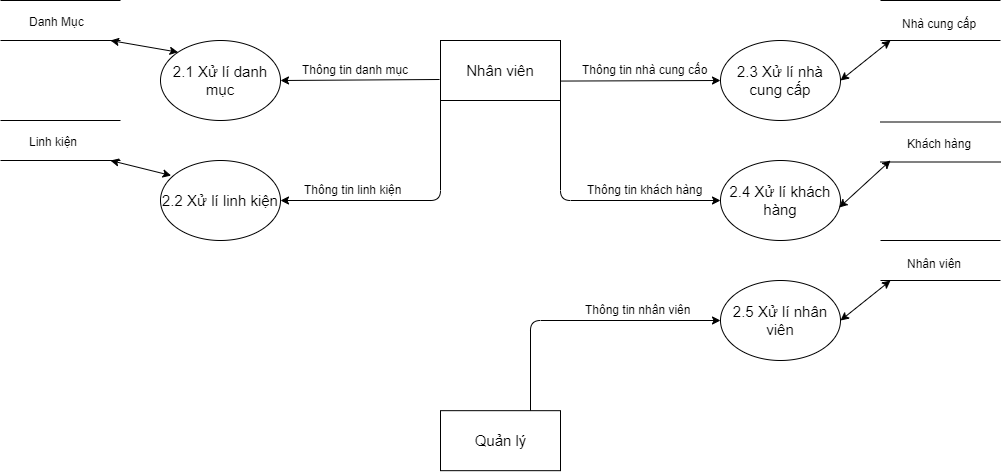 Danh Mục
Nhà cung cấp
2.1 Xử lí danh
mục
Thông tin danh mục
Nhân viên
Thông tin nhà cung cấo
2.3 Xử lí nhà
cung cấp
Linh kiện
Khách hàng
2.2 Xử lí linh kiện
Thông tin linh kiện
Thông tin khách hàng
2.4 Xử lí khách
hàng
Nhân viên
Thông tin nhân viên
2.5 Xử lí nhân
viên
Quản lý